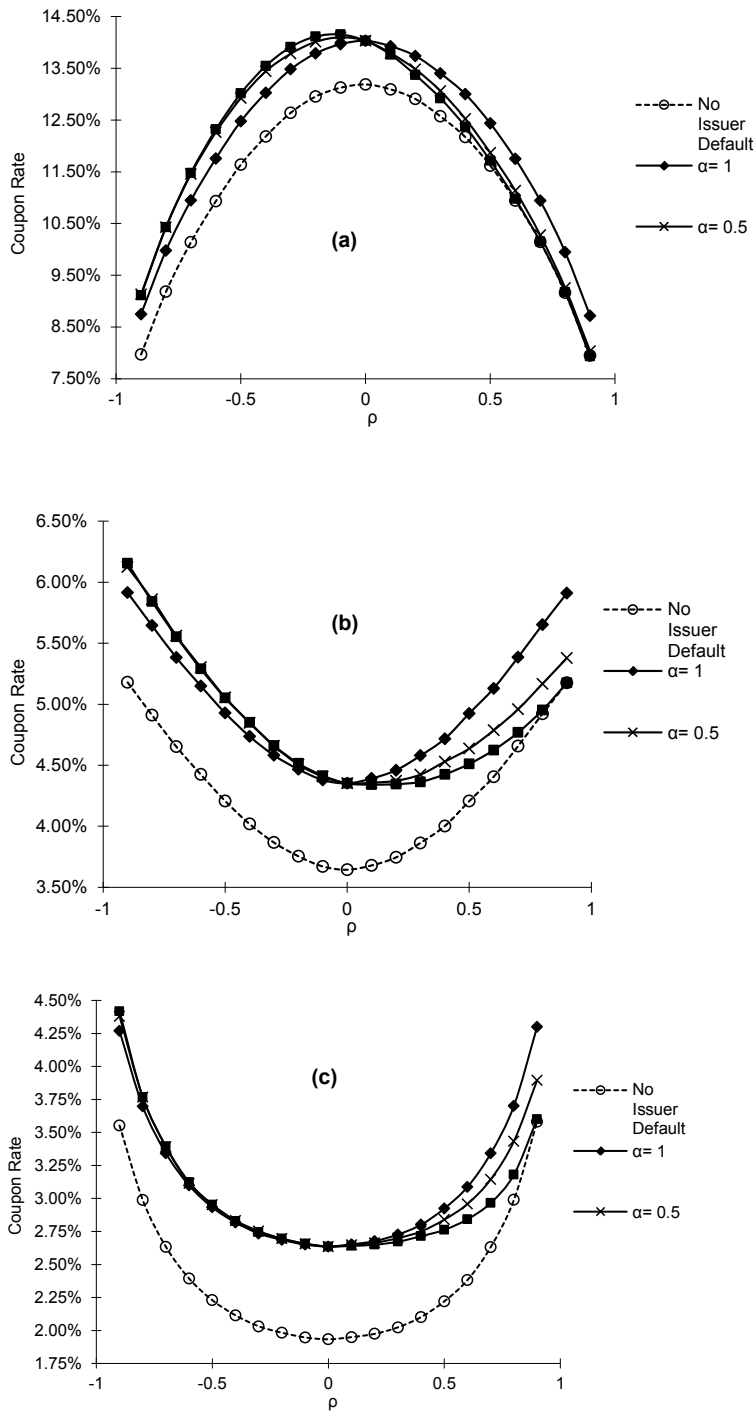 14.50%
13.50%
12.50%
11.50%
10.50%
9.50%
8.50%
7.50%
Coupon Rate
-1
-0.5
0
0.5
1
ρ
(a)
No
Issuer
Default
α= 1
α= 0.5
6.50%
6.00%
5.50%
5.00%
4.50%
4.00%
3.50%
Coupon Rate
-1
-0.5
0
0.5
1
ρ
(b)
No
Issuer
Default
α= 1
α= 0.5
4.50%
4.25%
4.00%
3.75%
3.50%
3.25%
3.00%
2.75%
2.50%
2.25%
2.00%
1.75%
Coupon Rate
-1
-0.5
0
0.5
1
ρ
(c)
No
Issuer
Default
α= 1
α= 0.5